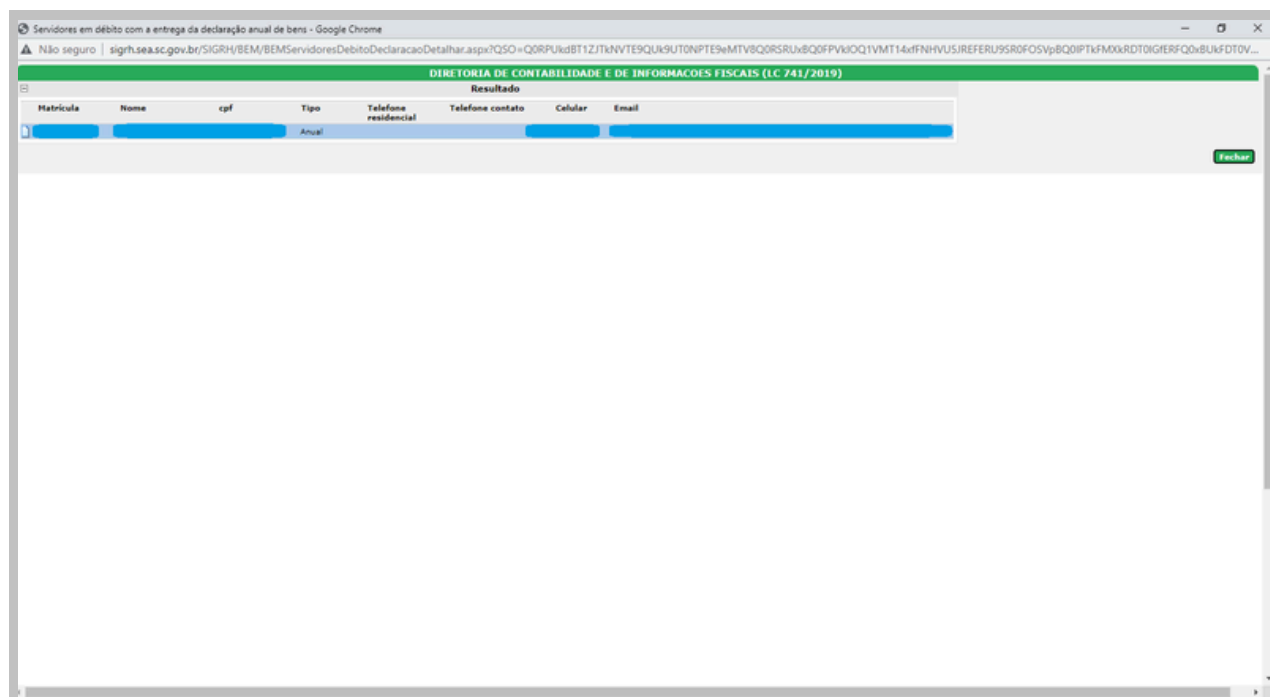 Servidores em débito com a entrega da declaração anual de bens - Google Chrome
Não seguro | sigrh.sea.sc.gov.br/SIGRH/BEM/BEMServidoresDebitoDeclaracaoDetalhar.aspx?QSO=
DIRETORIA DE CONTABILIDADE E DE INFORMACOES FISCAIS (LC 741/2019)
Resultado
Matrícula Nome cpf Tipo Telefone residencial Telefone contato Celular Email
Anual
Fechar